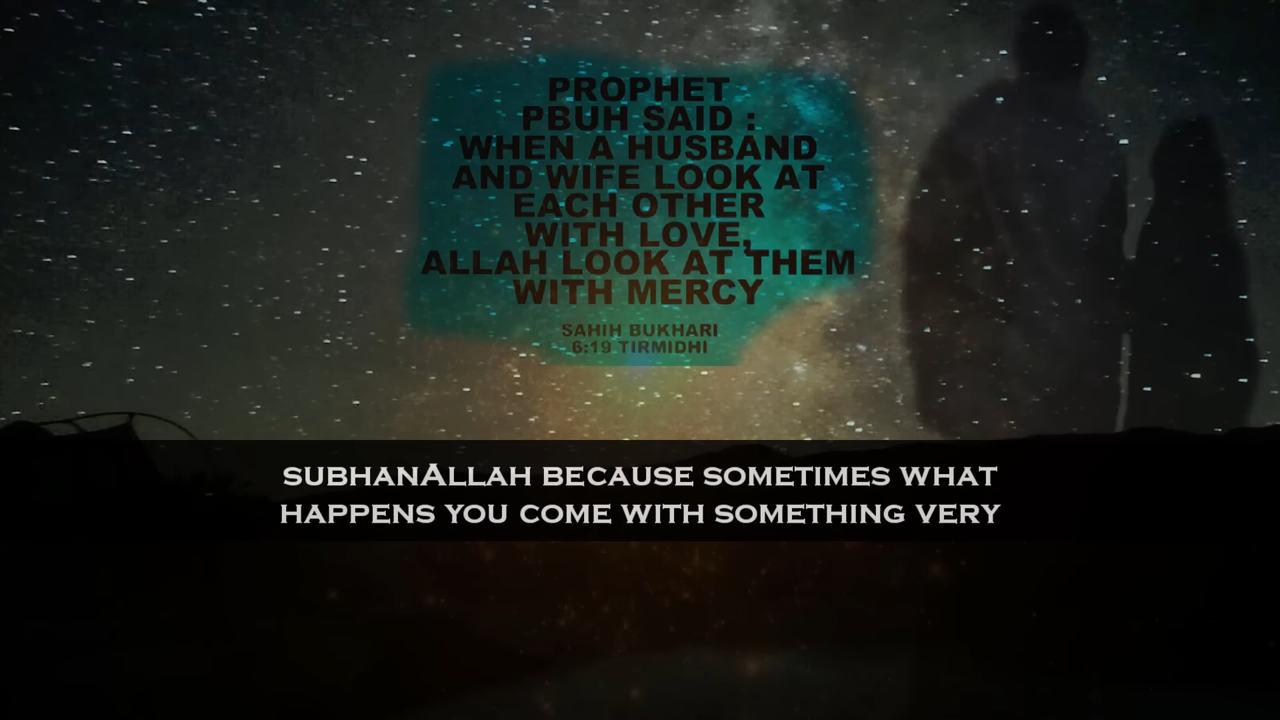 PROPHET
PBUH SAID :
WHEN A HUSBAND
AND WIFE LOOK AT
EACH OTHER
WITH LOVE,
ALLAH LOOK AT THEM
WITH MERCY
SAHIH BUKHARI
6:19 TIRMIDHI
SUBHANALLAH BECAUSE SOMETIMES WHAT
HAPPENS YOU COME WITH SOMETHING VERY